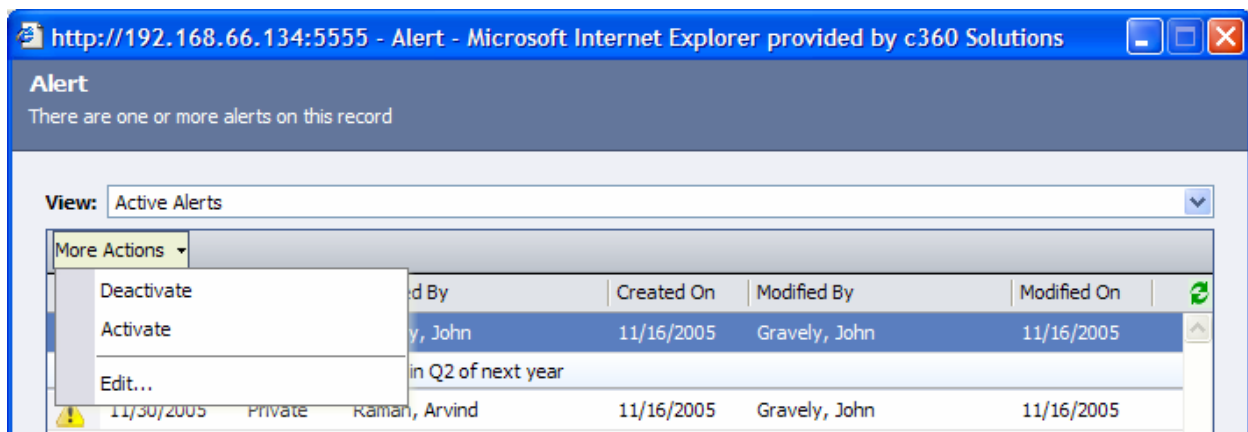 http://192.168.66.134:5555 - Alert - Microsoft Internet Explorer provided by c360 Solutions
Alert
There are one or more alerts on this record
View: Active Alerts
More Actions
Deactivate
Activate
Edit...
By Created On Modified By Modified On
John 11/16/2005 Gravely, John 11/16/2005
in Q2 of next year
11/30/2005 Private Raman, Arvind 11/16/2005 Gravely, John 11/16/2005